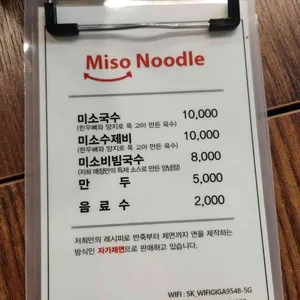 Miso Noodle
미소국수 10,000
(한우뼈와 양지로 푹 고아 만든 육수)
미소수제비 10,000
(한우뼈와 양지로 푹 고아 만든 육수)
미소비빔국수 8,000
(저희 매장만의 특제 소스로 만든 양념장)
만 두 5,000
음 료 수 2,000
저희만의 레시피로 반죽부터 제면까지 면을 제작하는
방식인 자가제면으로 판매하고 있습니다.
WIFI : SK_WIFIGIGA9548-5G